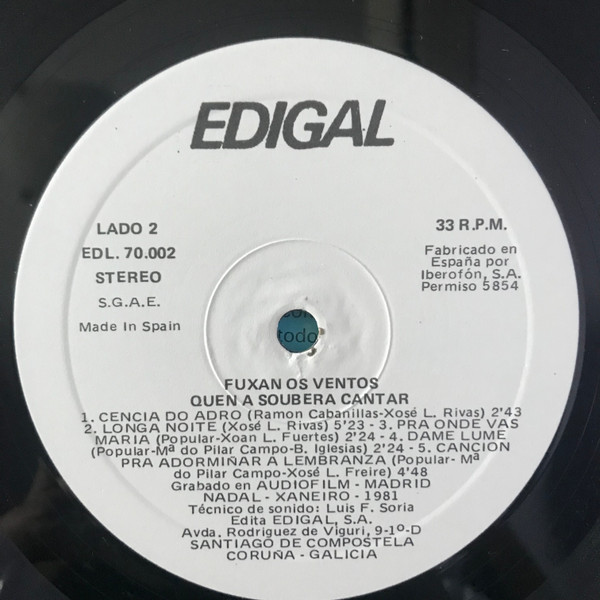 EDIGAL
LADO 2
EDL. 70.002
STEREO
S.G.A.E.
Made In Spain
33 R.P.M.
Fabricado en
España por
Iberofón, S.A.
Permiso 5854
todo
FUXAN OS VENTOS
QUEN A SOUBERA CANTAR
1. CENCIA DO ADRO (Ramon Cabanillas-Xosé L. Rivas) 2'43
2. LONGA NOITE (Xosé L. Rivas) 5'23 - 3. PRA ONDE VAS
MARIA (Popular-Xoan L. Fuertes) 2'24 - 4. DAME LUME
(Popular-Mª do Pilar Campo-B. Iglesias) 2'24 - 5. CANCION
PRA ADORMIÑAR A LEMBRANZA (Popular- Mª
do Pilar Campo-Xosé L. Freire) 4'48
Grabado en AUDIOFILM - MADRID
NADAL - XANEIRO - 1981
Técnico de sonido: Luis F. Soria
Edita EDIGAL, S.A.
Avda. Rodriguez de Viguri, 9-1º-D
SANTIAGO DE COMPOSTELA
CORUÑA - GALICIA